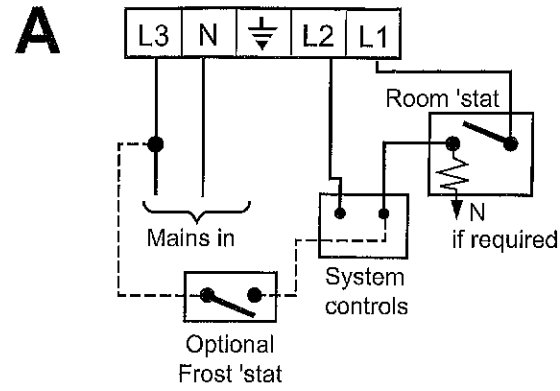 A
L3 N L2 L1
Room 'stat
N
if required
Mains in
System
controls
Optional
Frost 'stat